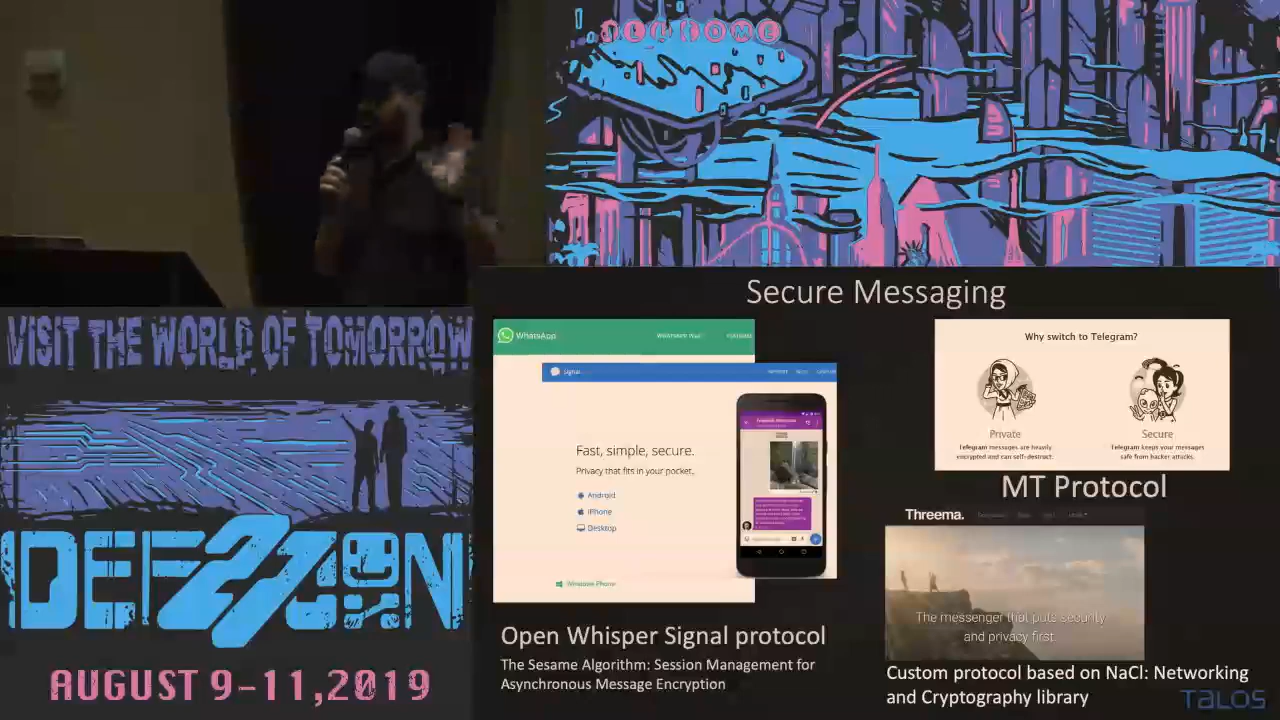 WELCOME
VISIT THE WORLD OF TOMORROW
DEF CON
27
AUGUST 9-11,2019
Secure Messaging
WhatsApp
Signal
Fast, simple, secure.
Privacy that fits in your pocket.
Android
iPhone
Desktop
Windows Phone
Open Whisper Signal protocol
The Sesame Algorithm: Session Management for
Asynchronous Message Encryption
Why switch to Telegram?
Private
Telegram messages are heavily
encrypted and can self-destruct.
Secure
Telegram keeps your messages
safe from hacker attacks.
MT Protocol
Threema.
The messenger that puts security
and privacy first.
Custom protocol based on NaCl: Networking
and Cryptography library
TALOS